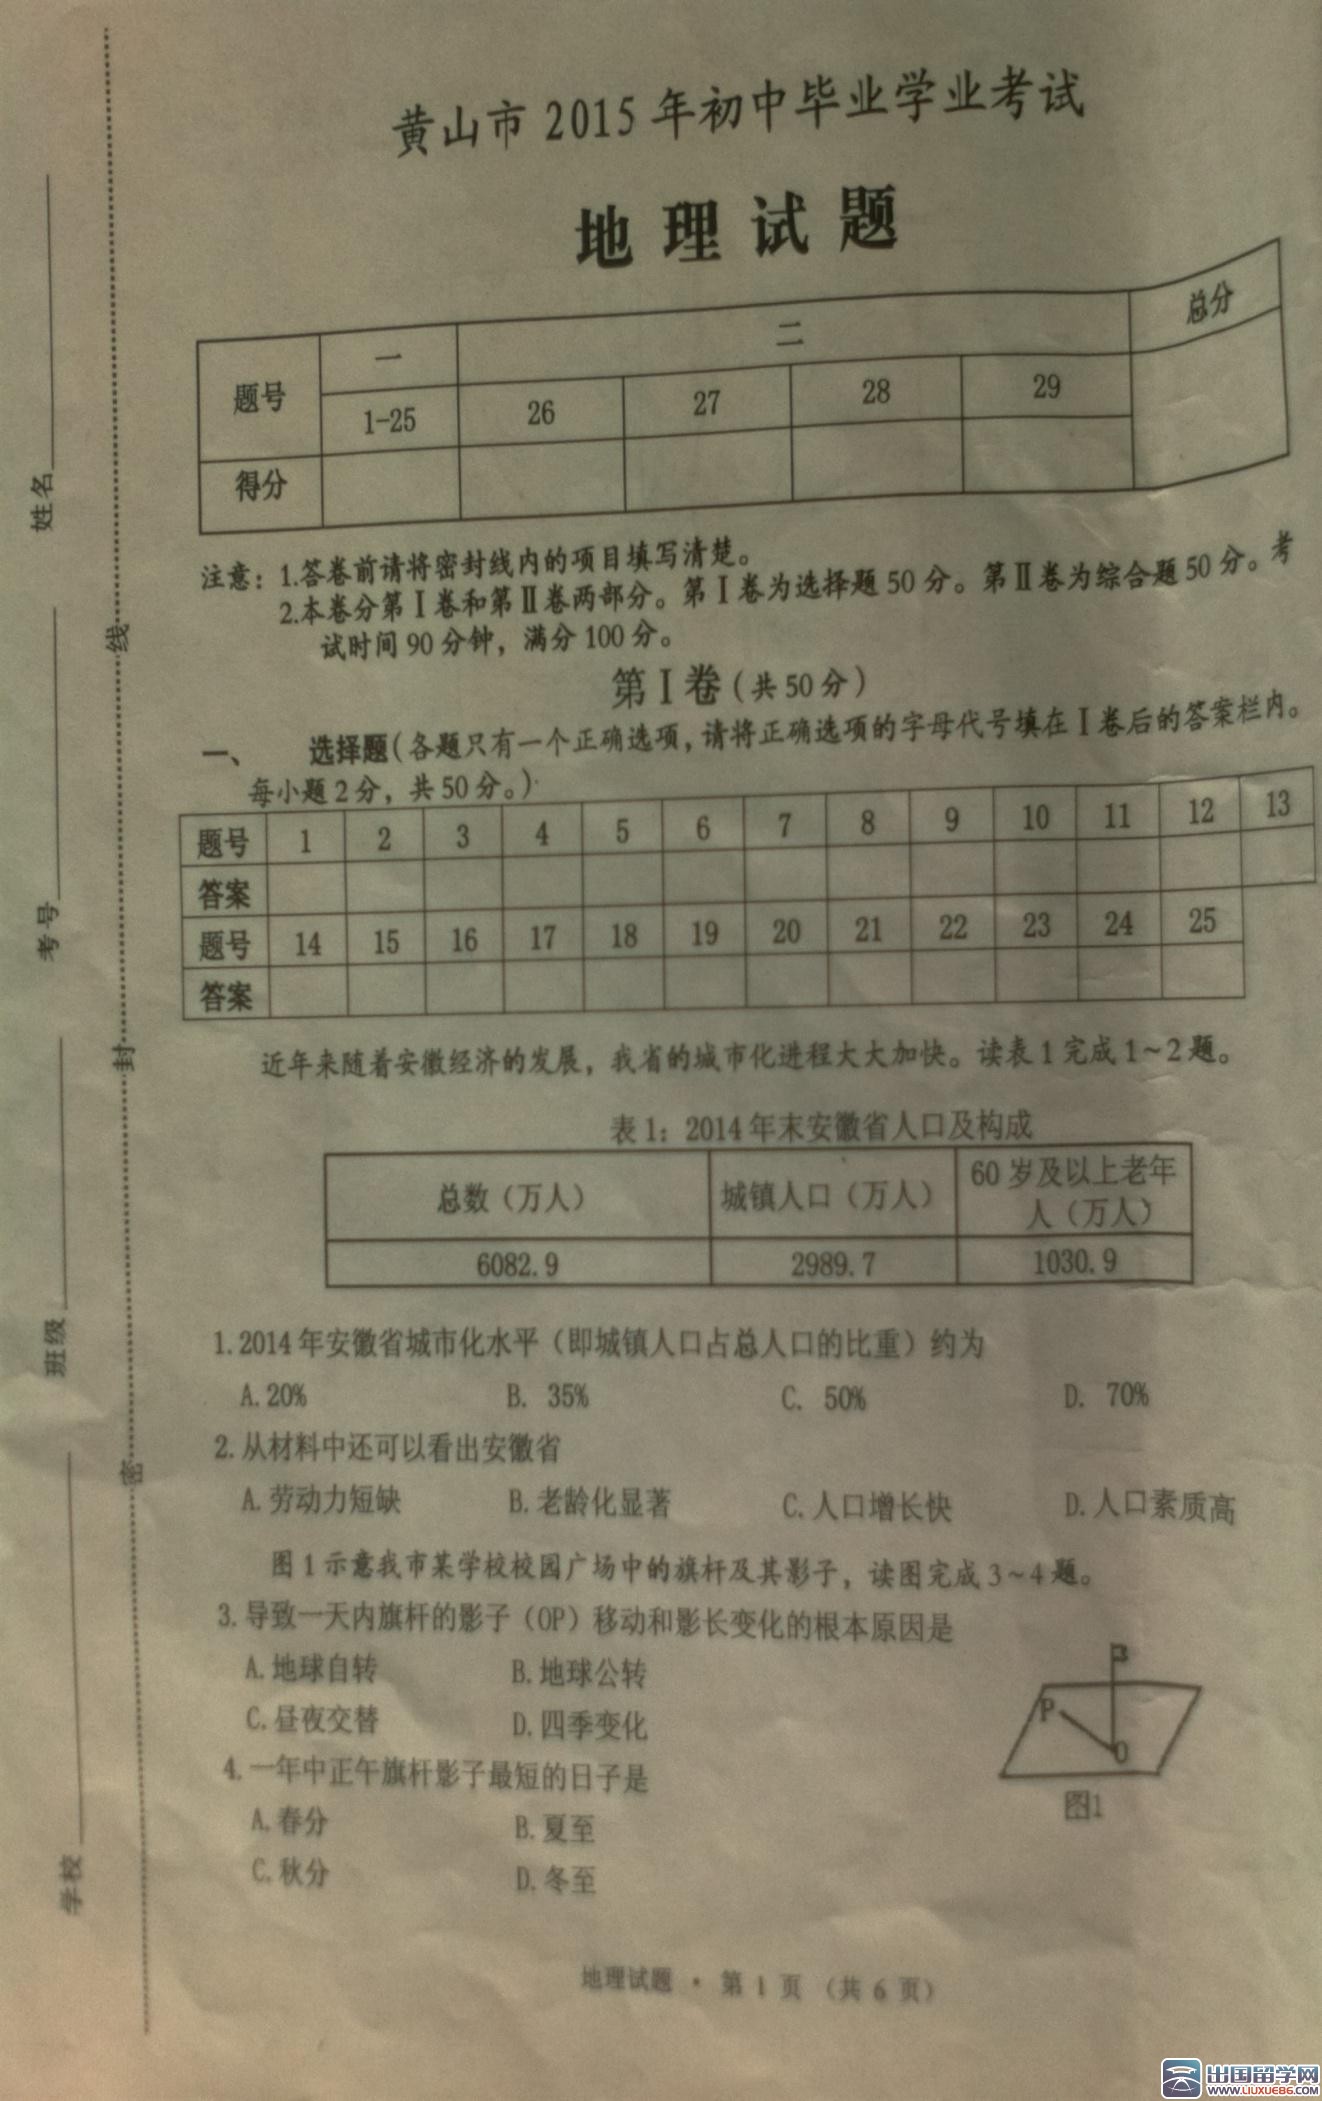 黄山市2015年初中毕业学业考试
地理试题
题号 一 二 总分
1-25 26 27 28 29
得分
注意：1.答卷前请将密封线内的项目填写清楚。
2.本卷分第Ⅰ卷和第Ⅱ卷两部分。第Ⅰ卷为选择题50分。第Ⅱ卷为综合题50分。考
试时间90分钟，满分100分。
第Ⅰ卷(共50分)
一、 选择题(各题只有一个正确选项,请将正确选项的字母代号填在Ⅰ卷后的答案栏内。
每小题2分，共50分。)
题号 1 2 3 4 5 6 7 8 9 10 11 12 13
答案
题号 14 15 16 17 18 19 20 21 22 23 24 25
答案
近年来随着安徽经济的发展，我省的城市化进程大大加快。读表1完成1~2题。
表1：2014年末安徽省人口及构成
总数（万人） 城镇人口（万人） 60岁及以上老年
人（万人）
6082.9 2989.7 1030.9
1.2014年安徽省城市化水平（即城镇人口占总人口的比重）约为
A.20% B. 35% C. 50% D. 70%
2.从材料中还可以看出安徽省
A.劳动力短缺 B.老龄化显著 C.人口增长快 D.人口素质高
图1示意我市某学校校园广场中的旗杆及其影子，读图完成3~4题。
3.导致一天内旗杆的影子（OP）移动和影长变化的根本原因是
A.地球自转 B.地球公转
C.昼夜交替 D.四季变化
4.一年中正午旗杆影子最短的日子是
A.春分 B.夏至
C.秋分 D.冬至
P
O
图1
地理试题·第1页（共6页）
姓名
考号
班级
学校
线
封
密
出国留学网
www.liuxue86.com